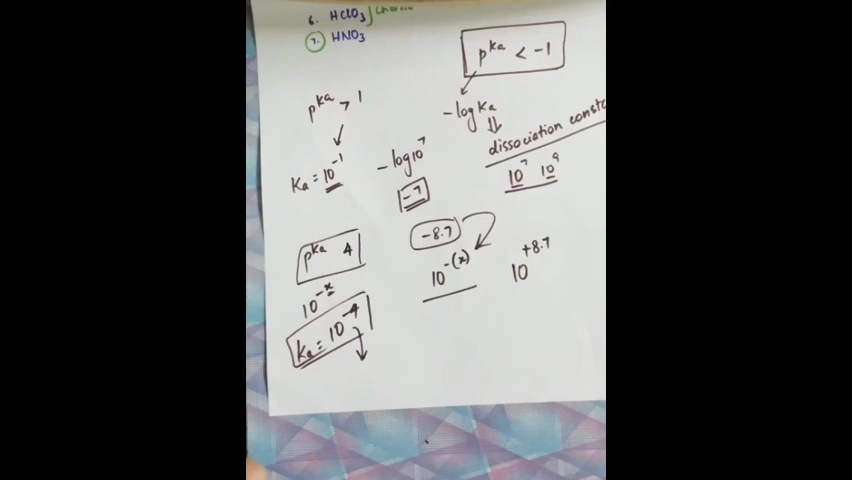 6. HClO3
7. HNO3
pKa < -1
pKa > 1
-log Ka
dissociation consta
Ka = 10^-1
-log10^7
10^7 10^9
-7
-8.7
pKa 4
10^-(x)
10^+8.7
10^-x
Ka = 10^-4